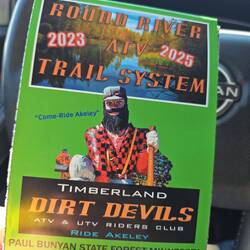 ROUND RIVER
2023 ATV 2025
TRAIL SYSTEM
"Come-Ride Akeley"
TIMBERLAND
DIRT DEVILS
ATV & UTV RIDERS CLUB
RIDE AKELEY
PAUL BUNYAN STATE FOREST